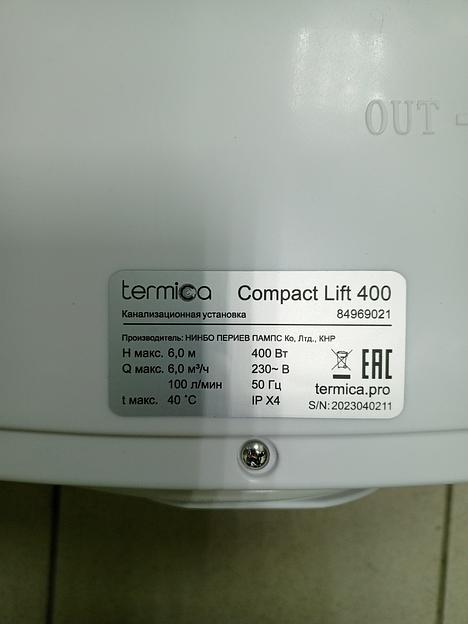 OUT
termica Compact Lift 400
Канализационная установка 84969021
Производитель: НИНБО ПЕРИЕВ ПАМПС Ко, Лтд., КНР
H макс. 6,0 м 400 Вт
Q макс. 6,0 м³/ч 230~ В
100 л/мин 50 Гц
t макс. 40 °C IP X4
EAC
termica.pro
S/N: 2023040211